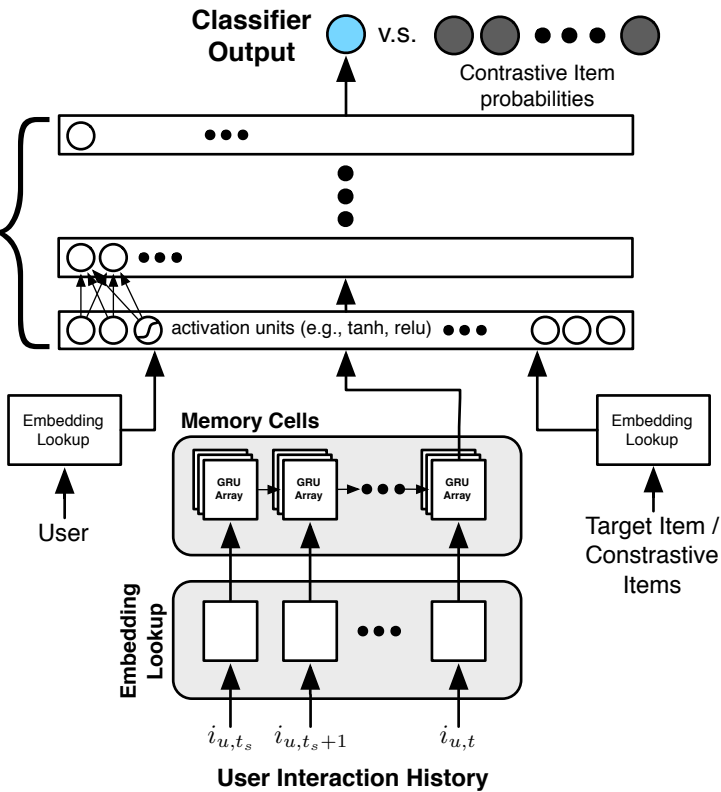 Classifier
Output
v.s.
Contrastive Item
probabilities
activation units (e.g., tanh, relu)
Embedding
Lookup
User
Memory Cells
GRU
Array
GRU
Array
GRU
Array
Embedding
Lookup
Target Item /
Constrastive
Items
Embedding
Lookup
i_{u,t_s}
i_{u,t_s+1}
i_{u,t}
User Interaction History